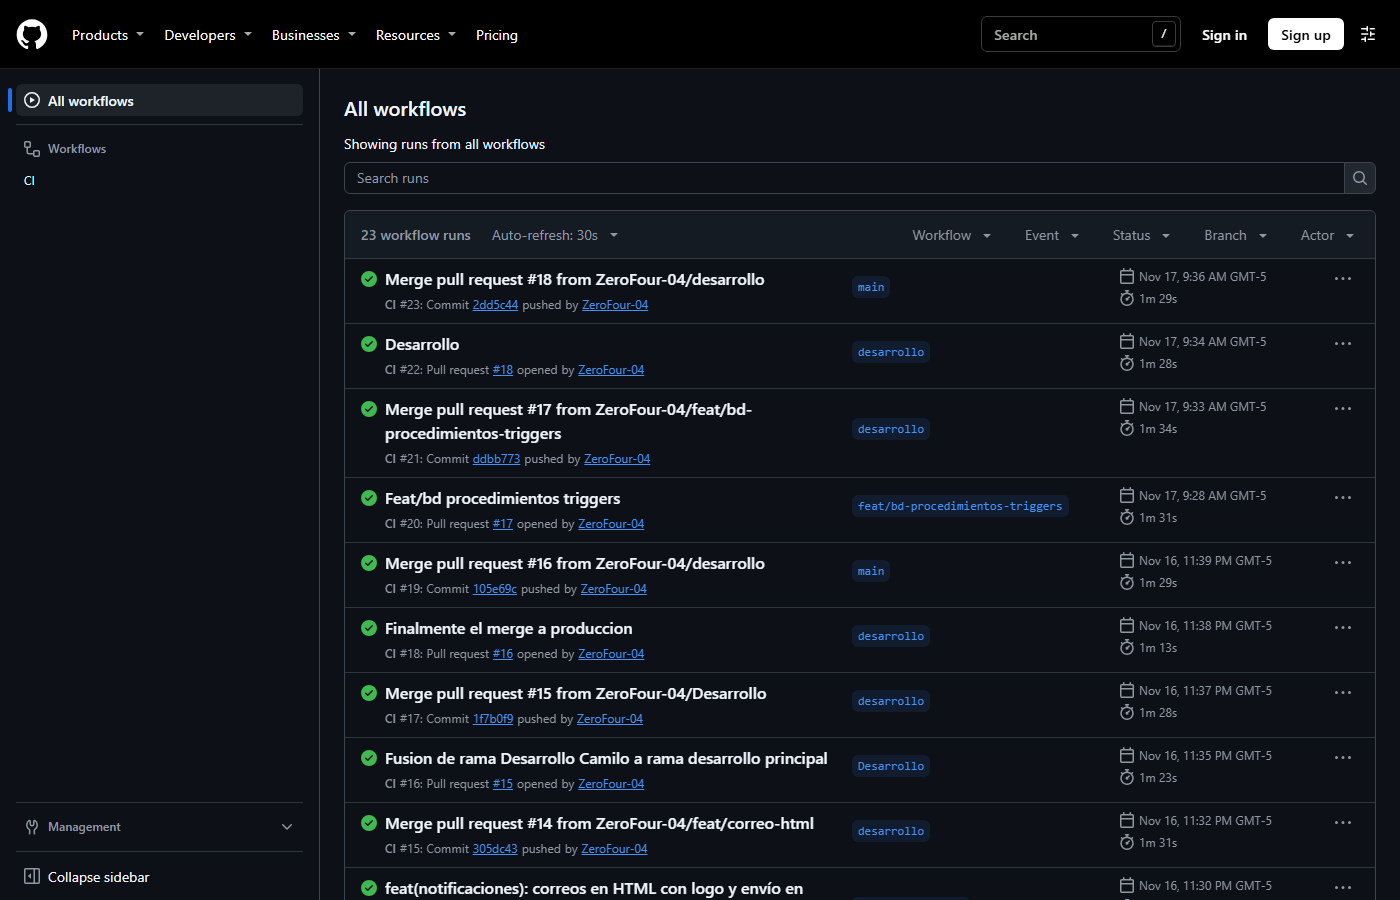 Products Developers Businesses Resources Pricing Search / Sign in Sign up
All workflows
Workflows
CI
Management
Collapse sidebar
All workflows
Showing runs from all workflows
Search runs
23 workflow runs Auto-refresh: 30s Workflow Event Status Branch Actor
Merge pull request #18 from ZeroFour-04/desarrollo
CI #23: Commit 2dd5c44 pushed by ZeroFour-04
main
Nov 17, 9:36 AM GMT-5
1m 29s
Desarrollo
CI #22: Pull request #18 opened by ZeroFour-04
desarrollo
Nov 17, 9:34 AM GMT-5
1m 28s
Merge pull request #17 from ZeroFour-04/feat/bd-
procedimientos-triggers
CI #21: Commit ddbb773 pushed by ZeroFour-04
desarrollo
Nov 17, 9:33 AM GMT-5
1m 34s
Feat/bd procedimientos triggers
CI #20: Pull request #17 opened by ZeroFour-04
feat/bd-procedimientos-triggers
Nov 17, 9:28 AM GMT-5
1m 31s
Merge pull request #16 from ZeroFour-04/desarrollo
CI #19: Commit 105e69c pushed by ZeroFour-04
main
Nov 16, 11:39 PM GMT-5
1m 29s
Finalmente el merge a produccion
CI #18: Pull request #16 opened by ZeroFour-04
desarrollo
Nov 16, 11:38 PM GMT-5
1m 13s
Merge pull request #15 from ZeroFour-04/Desarrollo
CI #17: Commit 1f7b0f9 pushed by ZeroFour-04
desarrollo
Nov 16, 11:37 PM GMT-5
1m 28s
Fusion de rama Desarrollo Camilo a rama desarrollo principal
CI #16: Pull request #15 opened by ZeroFour-04
Desarrollo
Nov 16, 11:35 PM GMT-5
1m 23s
Merge pull request #14 from ZeroFour-04/feat/correo-html
CI #15: Commit 305dc43 pushed by ZeroFour-04
desarrollo
Nov 16, 11:32 PM GMT-5
1m 31s
feat(notificaciones): correos en HTML con logo y envío en
Nov 16, 11:30 PM GMT-5